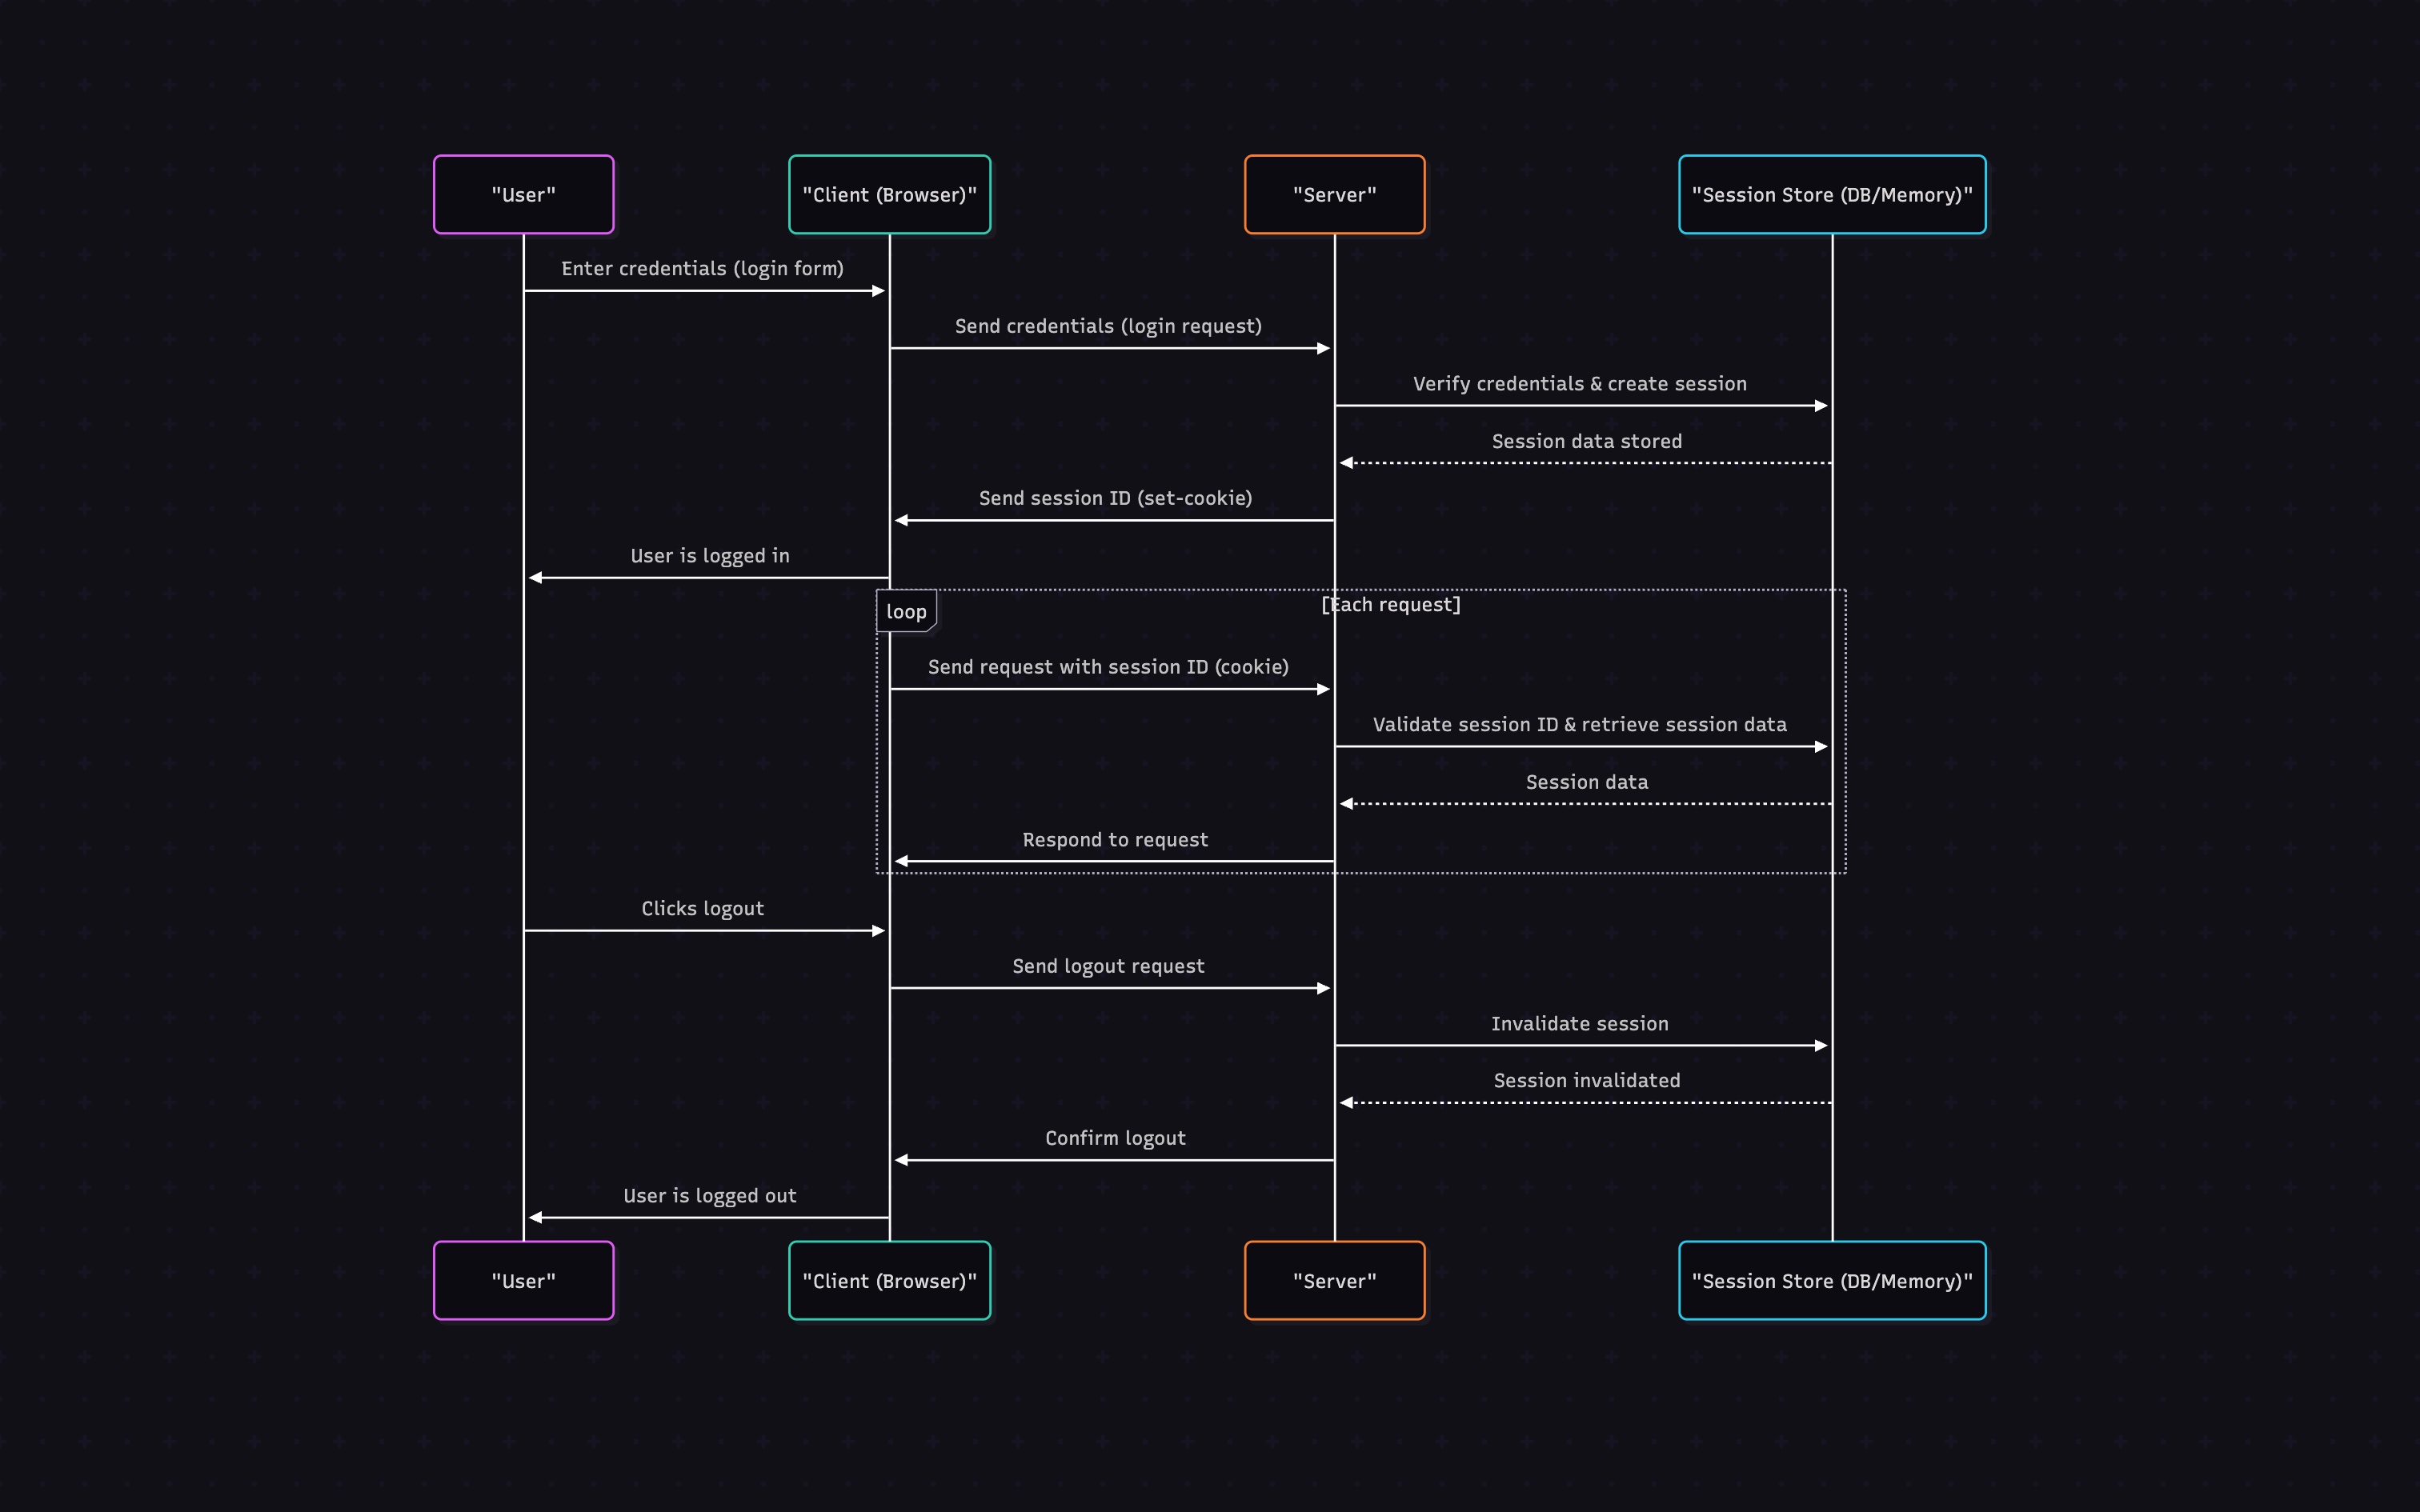 "User"
"Client (Browser)"
"Server"
"Session Store (DB/Memory)"
Enter credentials (login form)
Send credentials (login request)
Verify credentials & create session
Session data stored
Send session ID (set-cookie)
User is logged in
loop
[Each request]
Send request with session ID (cookie)
Validate session ID & retrieve session data
Session data
Respond to request
Clicks logout
Send logout request
Invalidate session
Session invalidated
Confirm logout
User is logged out
"User"
"Client (Browser)"
"Server"
"Session Store (DB/Memory)"